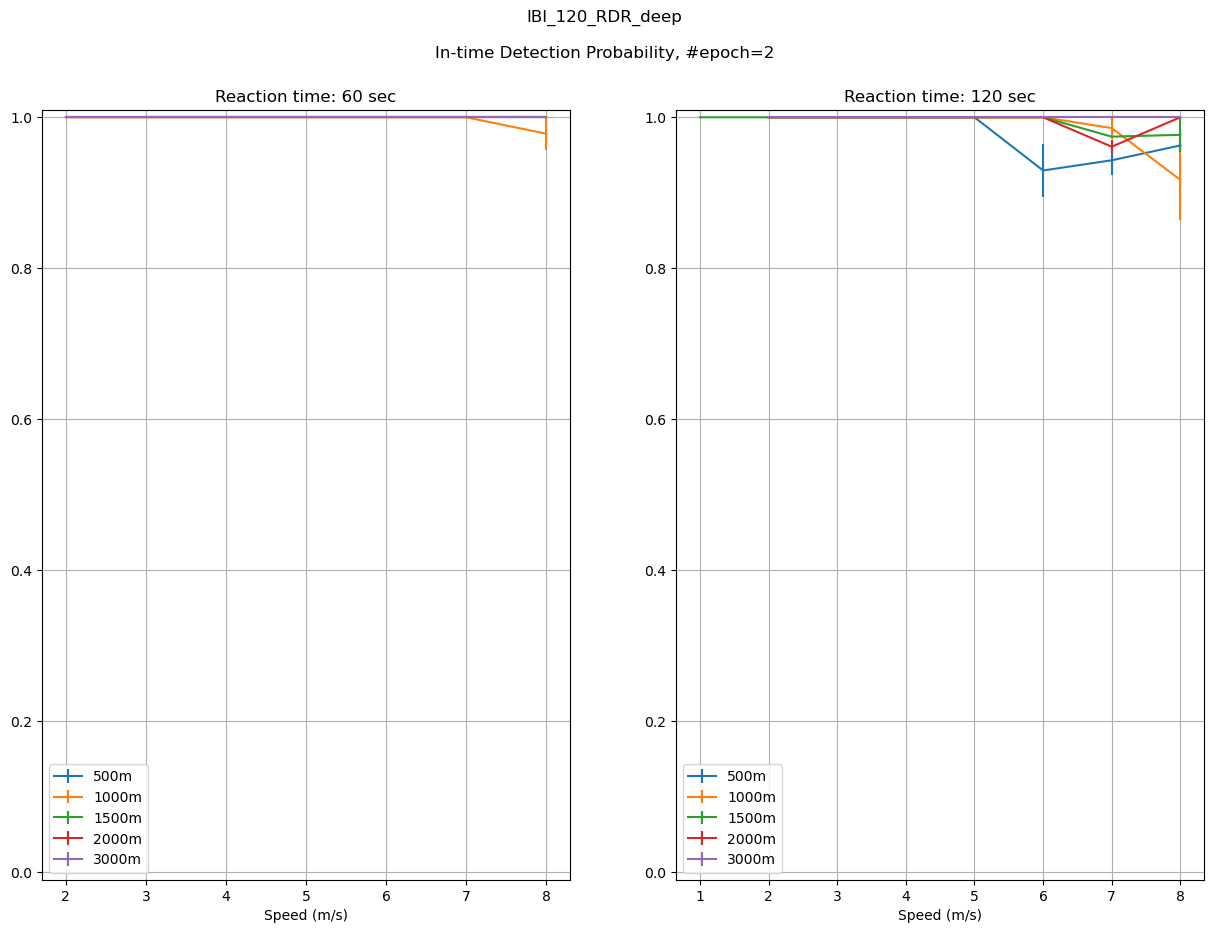 IBI_120_RDR_deep
In-time Detection Probability, #epoch=2
Reaction time: 60 sec
1.0
0.8
0.6
0.4
0.2
0.0
500m
1000m
1500m
2000m
3000m
2 3 4 5 6 7 8
Speed (m/s)
Reaction time: 120 sec
1.0
0.8
0.6
0.4
0.2
0.0
500m
1000m
1500m
2000m
3000m
1 2 3 4 5 6 7 8
Speed (m/s)